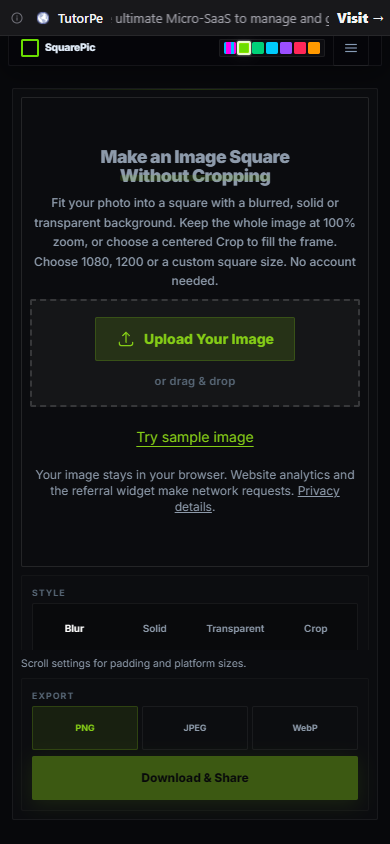 TutorPe ultimate Micro-SaaS to manage and g Visit →
SquarePic
Make an Image Square
Without Cropping
Fit your photo into a square with a blurred, solid or
transparent background. Keep the whole image at 100%
zoom, or choose a centered Crop to fill the frame.
Choose 1080, 1200 or a custom square size. No account
needed.
Upload Your Image
or drag & drop
Try sample image
Your image stays in your browser. Website analytics and
the referral widget make network requests. Privacy
details.
STYLE
Blur Solid Transparent Crop
Scroll settings for padding and platform sizes.
EXPORT
PNG JPEG WebP
Download & Share